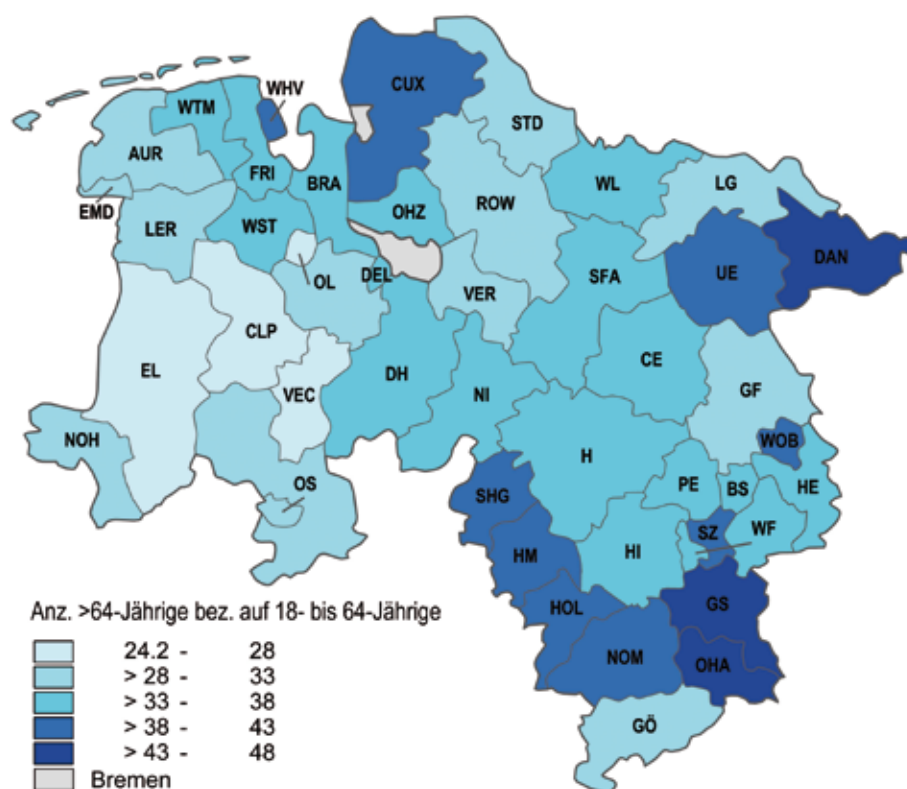 CUX
WHV
WTM
STD
AUR
FRI
BRA
WL
LG
EMD
OHZ
ROW
LER
WST
UE
DAN
OL
DEL
SFA
VER
CLP
CE
EL
DH
VEC
NI
GF
NOH
WOB
H
OS
SHG
PE
BS
HE
SZ
WF
HM
HI
HOL
GS
NOM
OHA
GÖ
Anz. >64-Jährige bez. auf 18- bis 64-Jährige
24.2 - 28
> 28 - 33
> 33 - 38
> 38 - 43
> 43 - 48
Bremen